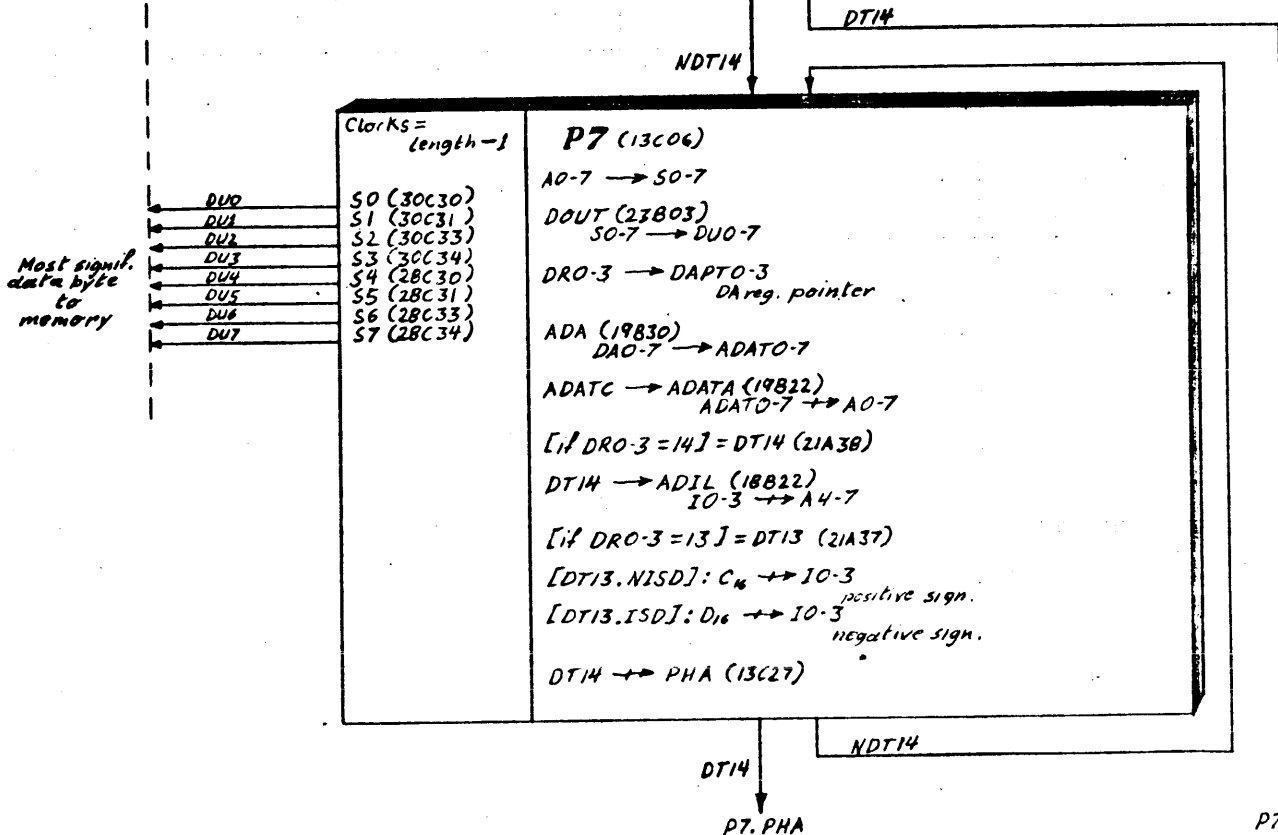 DT14
NDT14
Clocks =
length-1
P7 (13C06)
A0-7 → S0-7
DU0 S0 (30C30)
DU1 S1 (30C31)
DU2 S2 (30C33)
DU3 S3 (30C34)
DU4 S4 (28C30)
DU5 S5 (28C31)
DU6 S6 (28C33)
DU7 S7 (28C34)
Most signif.
data byte
to
memory
DOUT (23B03)
S0-7 → DU0-7
DR0-3 → DAPT0-3
DA reg. pointer
ADA (19B30)
DA0-7 → ADAT0-7
ADATC → ADATA (19B22)
ADAT0-7 ↦ A0-7
[if DR0-3 = 14] = DT14 (21A38)
DT14 → ADIL (18B22)
I0-3 ↦ A4-7
[if DR0-3 = 13] = DT13 (21A37)
[DT13.NISD]: C₁₆ ↦ I0-3
positive sign.
[DT13.ISD]: D₁₆ ↦ I0-3
negative sign.
DT14 ↦ PHA (13C27)
NDT14
DT14
P7.PHA
P7